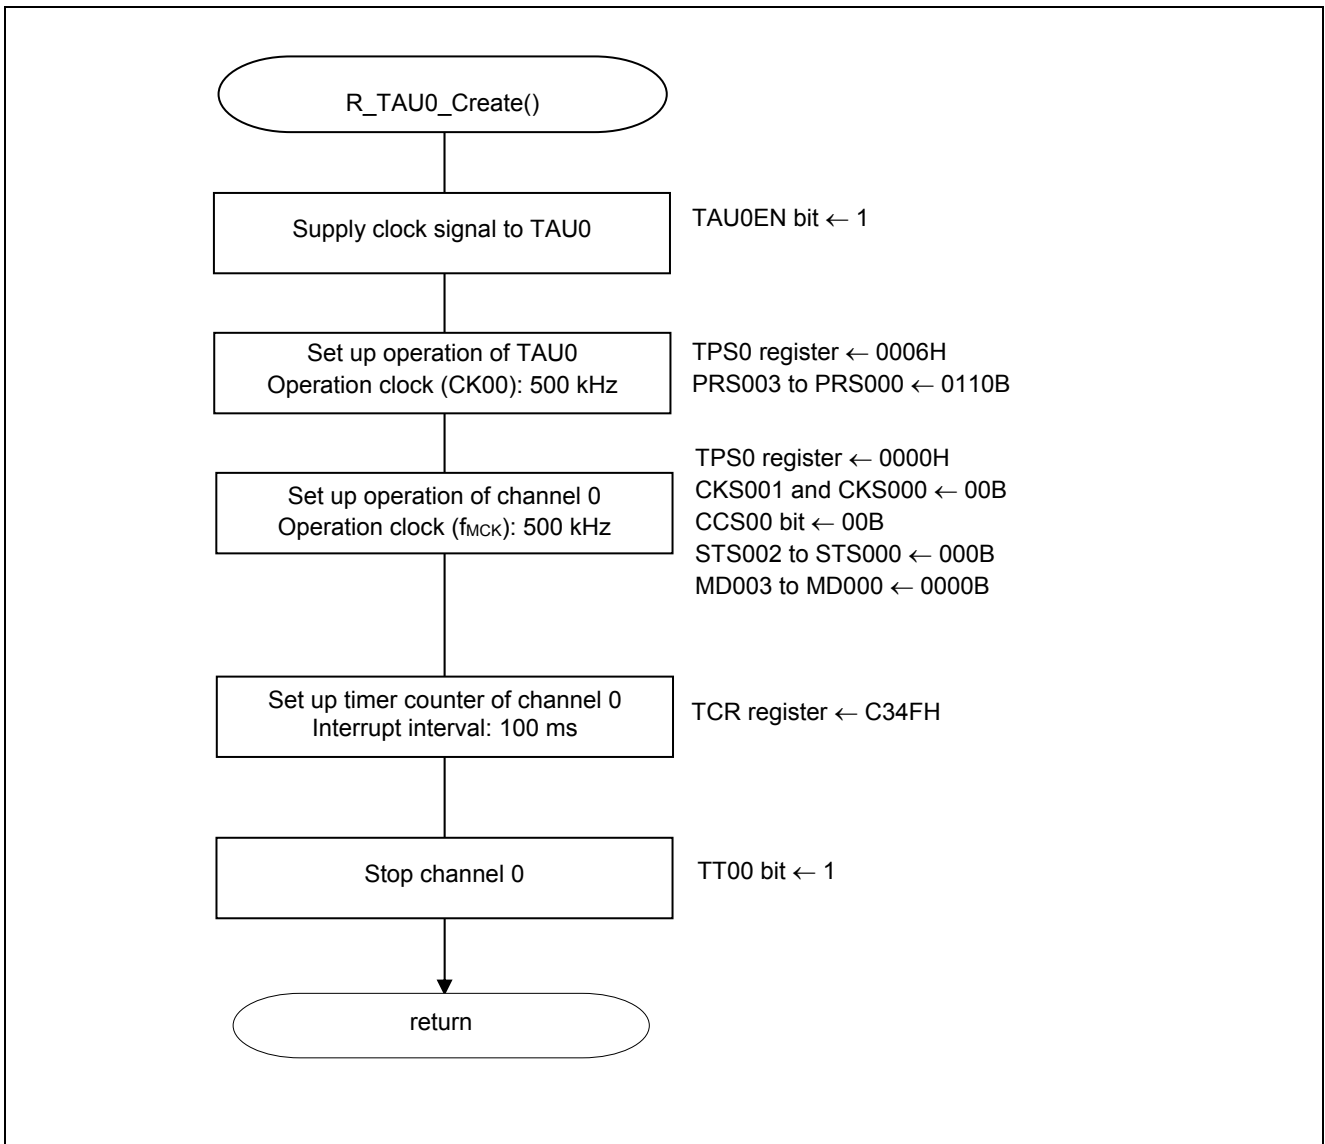 R_TAU0_Create()
Supply clock signal to TAU0
TAU0EN bit ← 1
Set up operation of TAU0
Operation clock (CK00): 500 kHz
TPS0 register ← 0006H
PRS003 to PRS000 ← 0110B
Set up operation of channel 0
Operation clock (fMCK): 500 kHz
TPS0 register ← 0000H
CKS001 and CKS000 ← 00B
CCS00 bit ← 00B
STS002 to STS000 ← 000B
MD003 to MD000 ← 0000B
Set up timer counter of channel 0
Interrupt interval: 100 ms
TCR register ← C34FH
Stop channel 0
TT00 bit ← 1
return